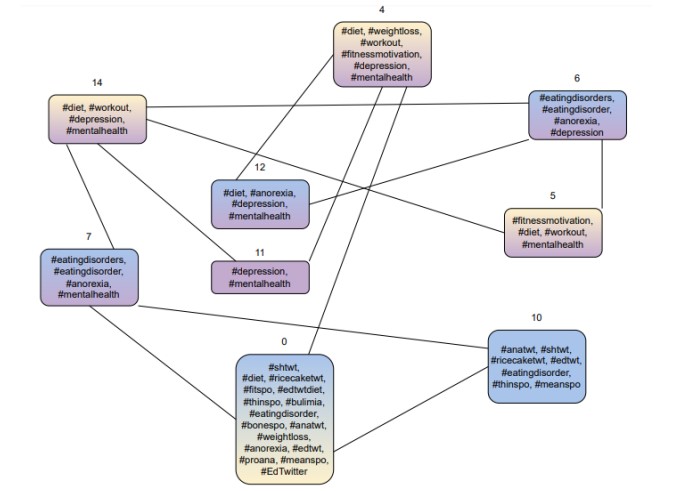 4
#diet, #weightloss,
#workout,
#fitnessmotivation,
#depression,
#mentalhealth
14
#diet, #workout,
#depression,
#mentalhealth
6
#eatingdisorders,
#eatingdisorder,
#anorexia,
#depression
12
#diet, #anorexia,
#depression,
#mentalhealth
5
#fitnessmotivation,
#diet, #workout,
#mentalhealth
7
#eatingdisorders,
#eatingdisorder,
#anorexia,
#mentalhealth
11
#depression,
#mentalhealth
10
#anatwt, #shtwt,
#ricecaketwt, #edtwt,
#eatingdisorder,
#thinspo, #meanspo
0
#shtwt,
#diet, #ricecaketwt,
#fitspo, #edtwtdiet,
#thinspo, #bulimia,
#eatingdisorder,
#bonespo, #anatwt,
#weightloss,
#anorexia, #edtwt,
#proana, #meanspo,
#EdTwitter